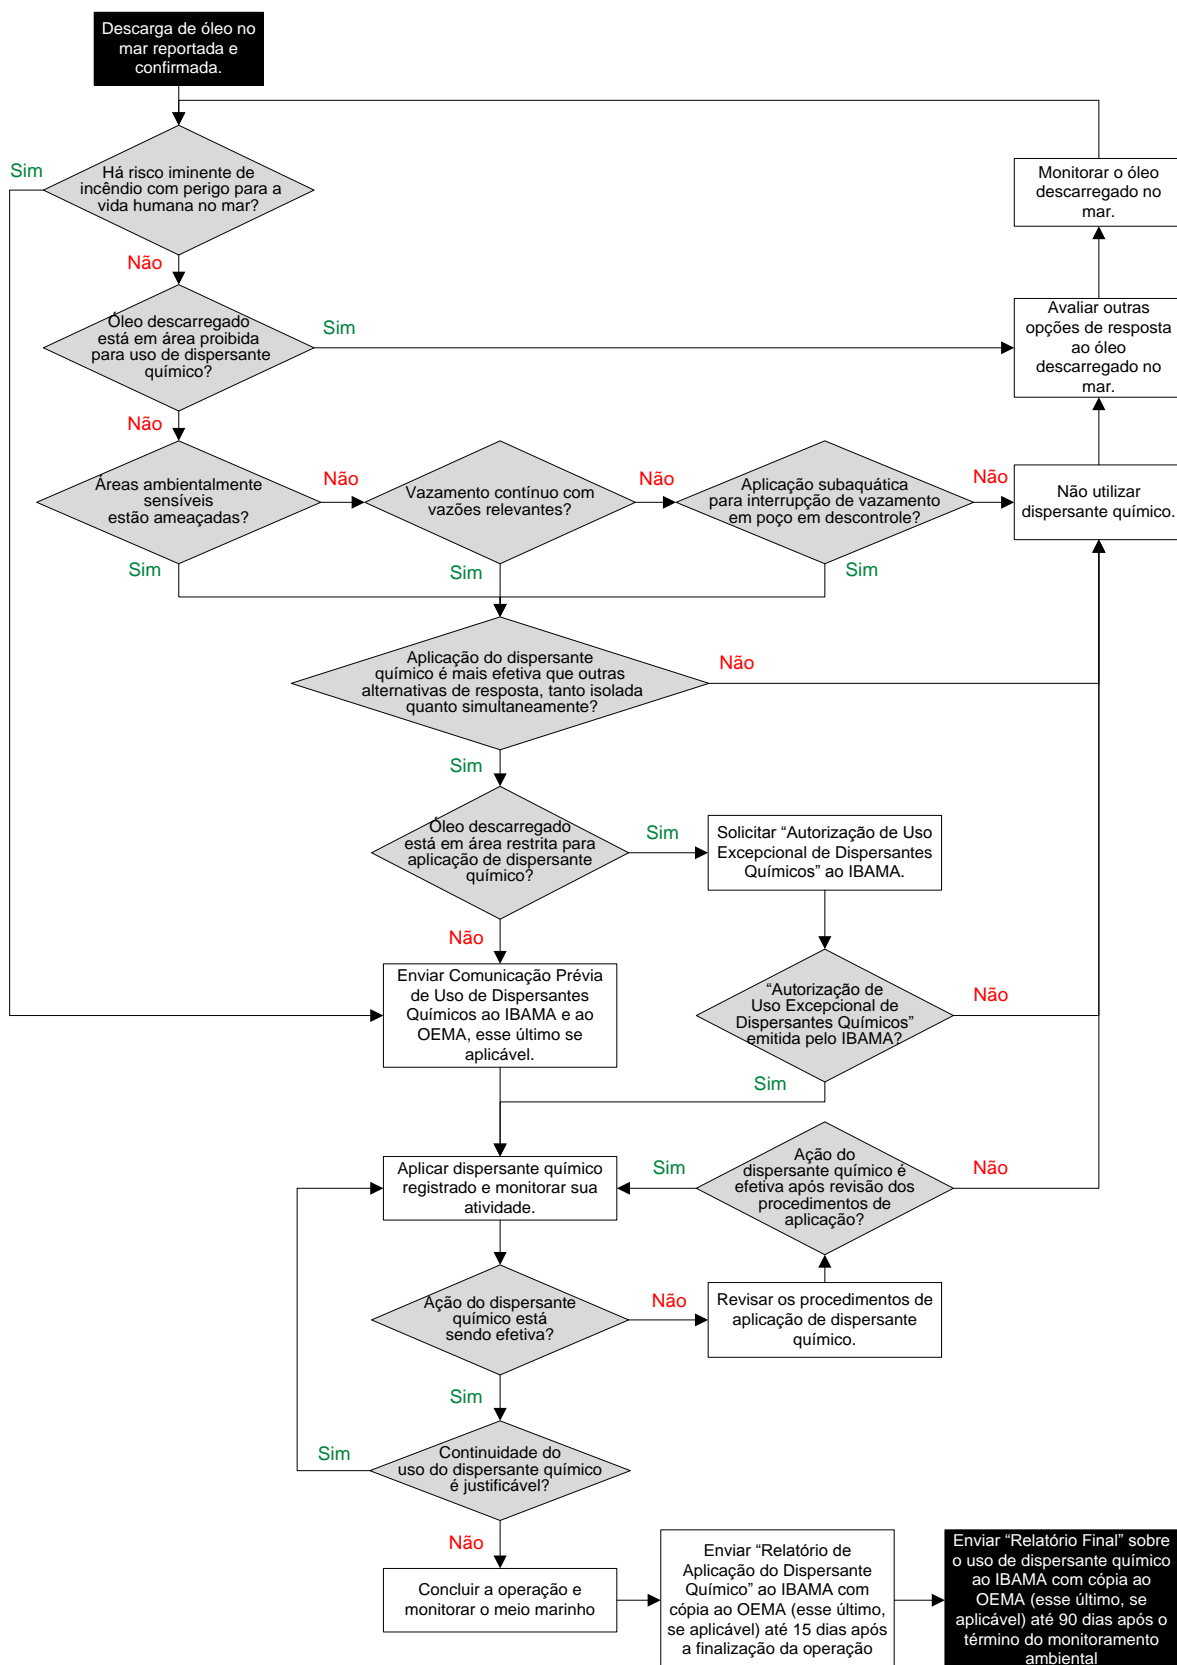 Descarga de óleo no
mar reportada e
confirmada.
Sim
Há risco iminente de
incêndio com perigo para a
vida humana no mar?
Monitorar o óleo
descarregado no
mar.
Não
Óleo descarregado
está em área proibida
para uso de dispersante
químico?
Sim
Avaliar outras
opções de resposta
ao óleo
descarregado no
mar.
Não
Áreas ambientalmente
sensíveis
estão ameaçadas?
Não
Vazamento contínuo com
vazões relevantes?
Não
Aplicação subaquática
para interrupção de vazamento
em poço em descontrole?
Não
Não utilizar
dispersante químico.
Sim
Sim
Sim
Aplicação do dispersante
químico é mais efetiva que outras
alternativas de resposta, tanto isolada
quanto simultaneamente?
Não
Sim
Óleo descarregado
está em área restrita para
aplicação de dispersante
químico?
Sim
Solicitar “Autorização de Uso
Excepcional de Dispersantes
Químicos” ao IBAMA.
Não
Enviar Comunicação Prévia
de Uso de Dispersantes
Químicos ao IBAMA e ao
OEMA, esse último se
aplicável.
“Autorização de
Uso Excepcional de
Dispersantes Químicos”
emitida pelo IBAMA?
Não
Sim
Aplicar dispersante químico
registrado e monitorar sua
atividade.
Sim
Ação do
dispersante químico é
efetiva após revisão dos
procedimentos de
aplicação?
Não
Ação do dispersante
químico está
sendo efetiva?
Não
Revisar os procedimentos de
aplicação de dispersante
químico.
Sim
Sim
Continuidade do
uso do dispersante químico
é justificável?
Não
Concluir a operação e
monitorar o meio marinho
Enviar “Relatório de
Aplicação do Dispersante
Químico” ao IBAMA com
cópia ao OEMA (esse último,
se aplicável) até 15 dias após
a finalização da operação
Enviar “Relatório Final” sobre
o uso de dispersante químico
ao IBAMA com cópia ao
OEMA (esse último, se
aplicável) até 90 dias após o
término do monitoramento
ambiental